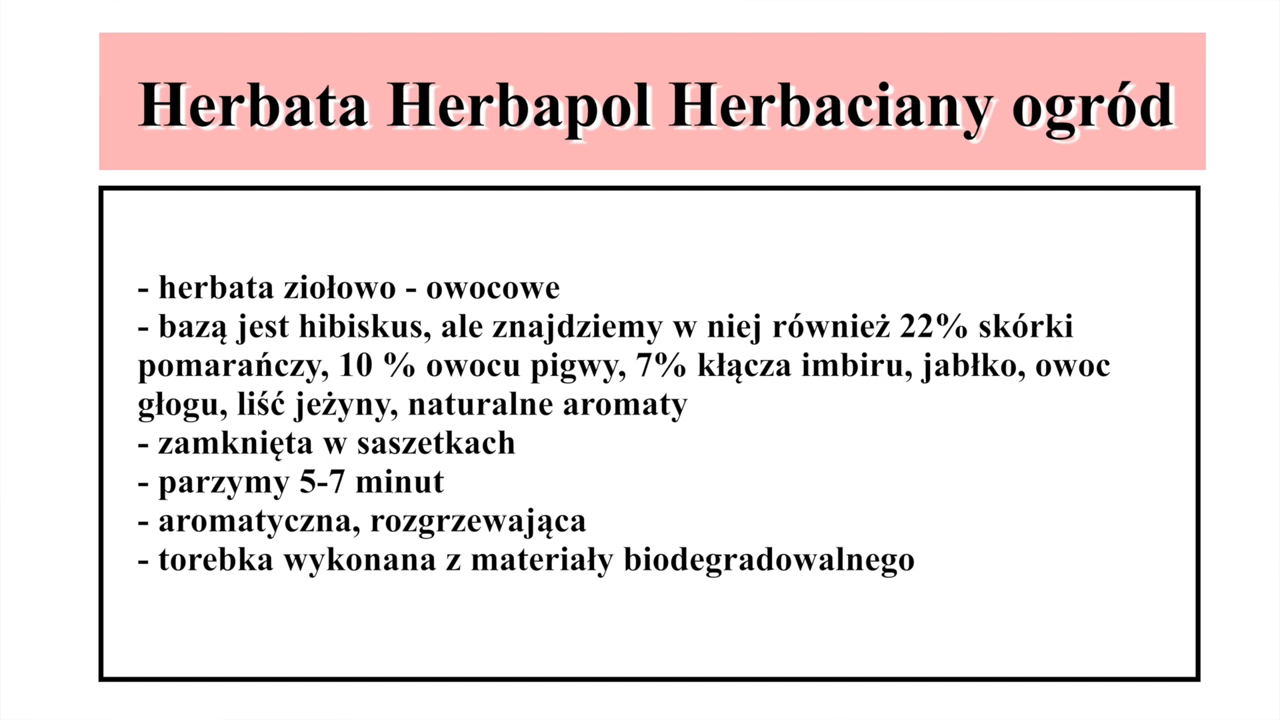 Herbata Herbapol Herbaciany ogród
- herbata ziołowo - owocowe
- bazą jest hibiskus, ale znajdziemy w niej również 22% skórki
pomarańczy, 10 % owocu pigwy, 7% kłącza imbiru, jabłko, owoc
głogu, liść jeżyny, naturalne aromaty
- zamknięta w saszetkach
- parzymy 5-7 minut
- aromatyczna, rozgrzewająca
- torebka wykonana z materiały biodegradowalnego